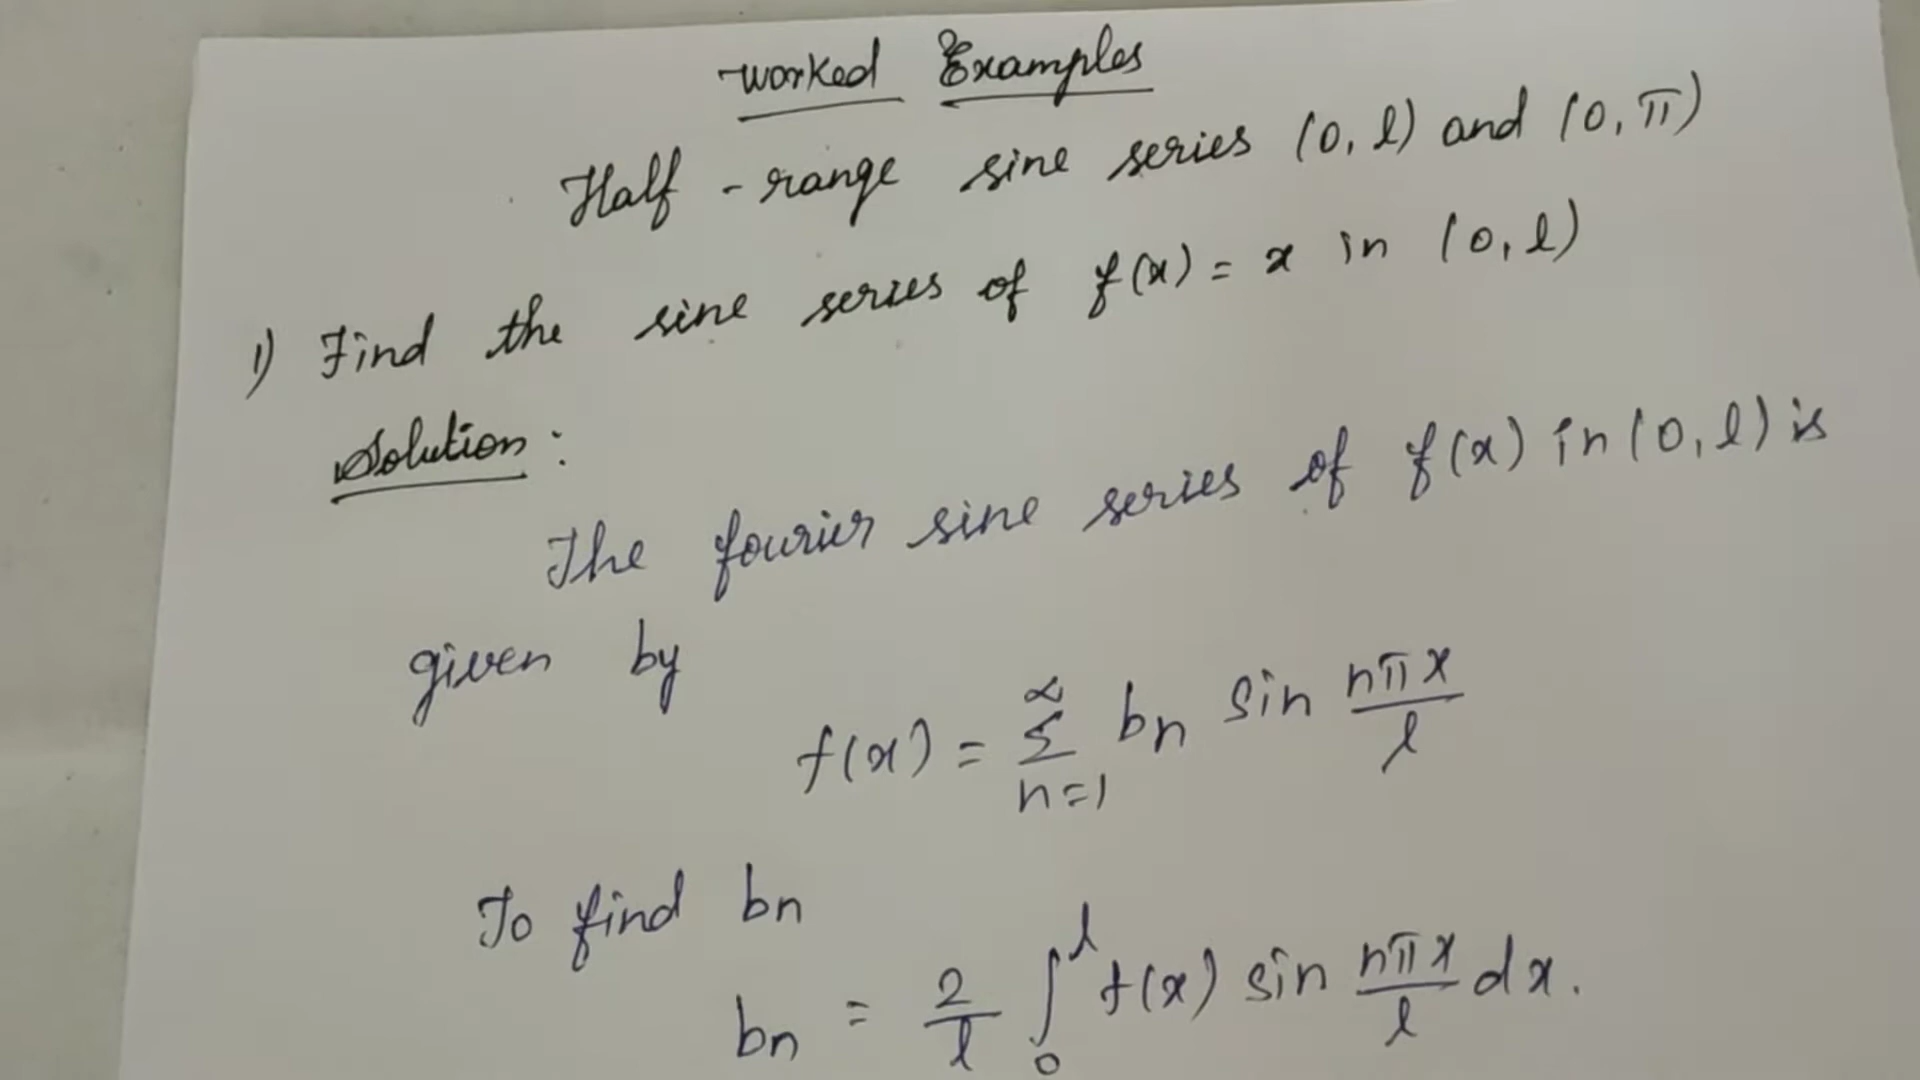 worked Examples
Half-range sine series (0, l) and (0, π)
1) Find the sine series of f(x) = x in (0, l)
Solution:
The fourier sine series of f(x) in (0, l) is
given by
f(x) = ∑_{n=1}^{∞} bn sin nπx/l
To find bn
bn = 2/l ∫_0^l f(x) sin nπx/l dx.